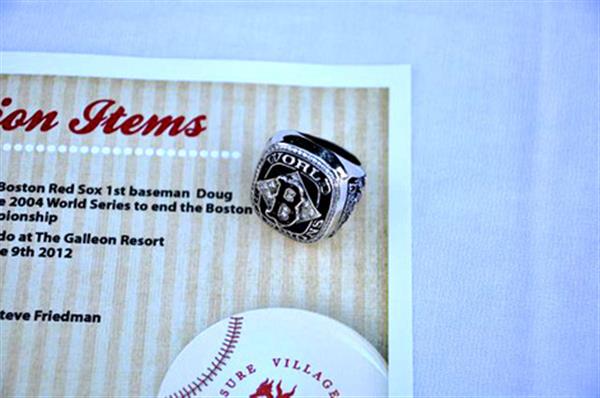 ion Items
Boston Red Sox 1st baseman Doug
e 2004 World Series to end the Boston
pionship
do at The Galleon Resort
e 9th 2012
teve Friedman
WORLD
B
SURE VILLAGE